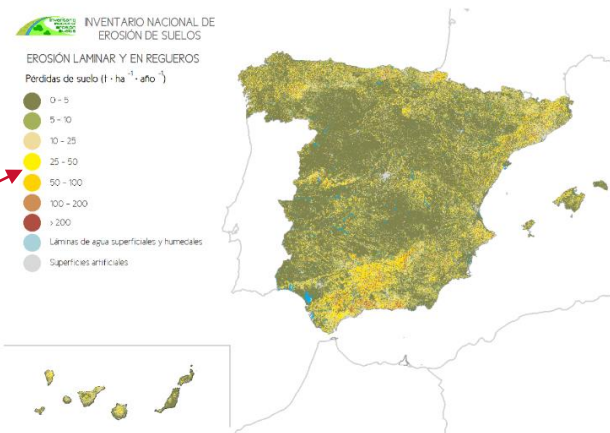 INVENTARIO NACIONAL DE
EROSIÓN DE SUELOS
EROSIÓN LAMINAR Y EN REGUEROS
Pérdidas de suelo (t · ha ⁻¹ · año ⁻¹)
0 - 5
5 - 10
10 - 25
25 - 50
50 - 100
100 - 200
> 200
Láminas de agua superficiales y humedales
Superficies artificiales